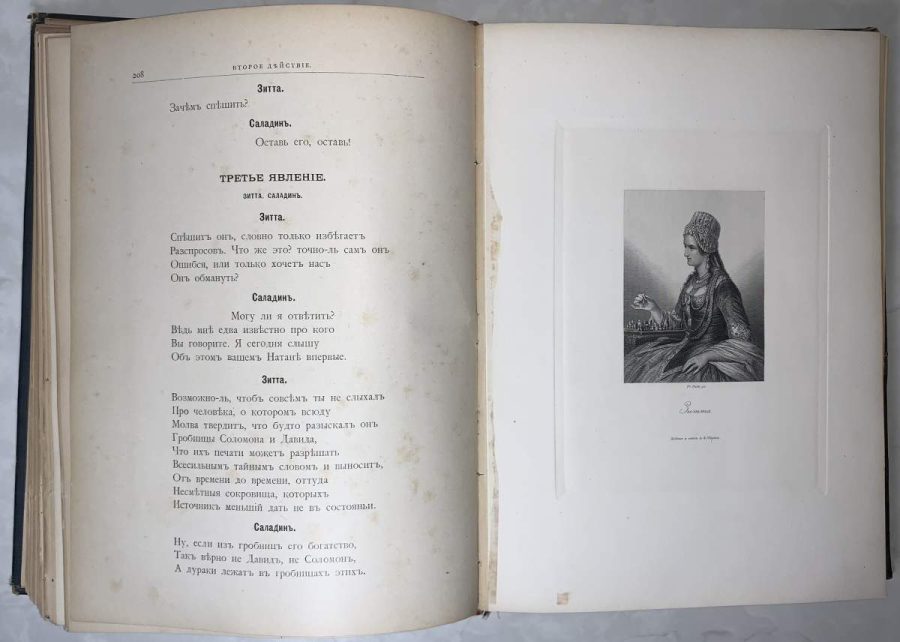 208
ВТОРОЕ ДѢЙСТВІЕ.
Зитта.
Зачѣмъ спѣшить?
Саладинъ.
Оставь его, оставь!
ТРЕТЬЕ ЯВЛЕНІЕ.
ЗИТТА. САЛАДИНЪ.
Зитта.
Спѣшитъ онъ, словно только избѣгаетъ
Разспросовъ. Что же это? точно-ль самъ онъ
Ошибся, или только хочетъ насъ
Онъ обмануть?
Саладинъ.
Могу ли я отвѣтить?
Вѣдь мнѣ едва извѣстно про кого
Вы говорите. Я сегодня слышу
Объ этомъ вашемъ Натанѣ впервые.
Зитта.
Возможно-ль, чтобъ совсѣмъ ты не слыхалъ
Про человѣка, о которомъ всюду
Молва твердитъ, что будто разыскалъ онъ
Гробницы Соломона и Давида,
Что ихъ печати можетъ разрѣшать
Всесильнымъ тайнымъ словомъ и выноситъ,
Отъ времени до времени, оттуда
Несмѣтныя сокровища, которыхъ
Источникъ меньшій дать не въ состояньи.
Саладинъ.
Ну, если изъ гробницъ его богатство,
Такъ вѣрно не Давидъ, не Соломонъ,
А дураки лежатъ въ гробницахъ этихъ.
Зитта